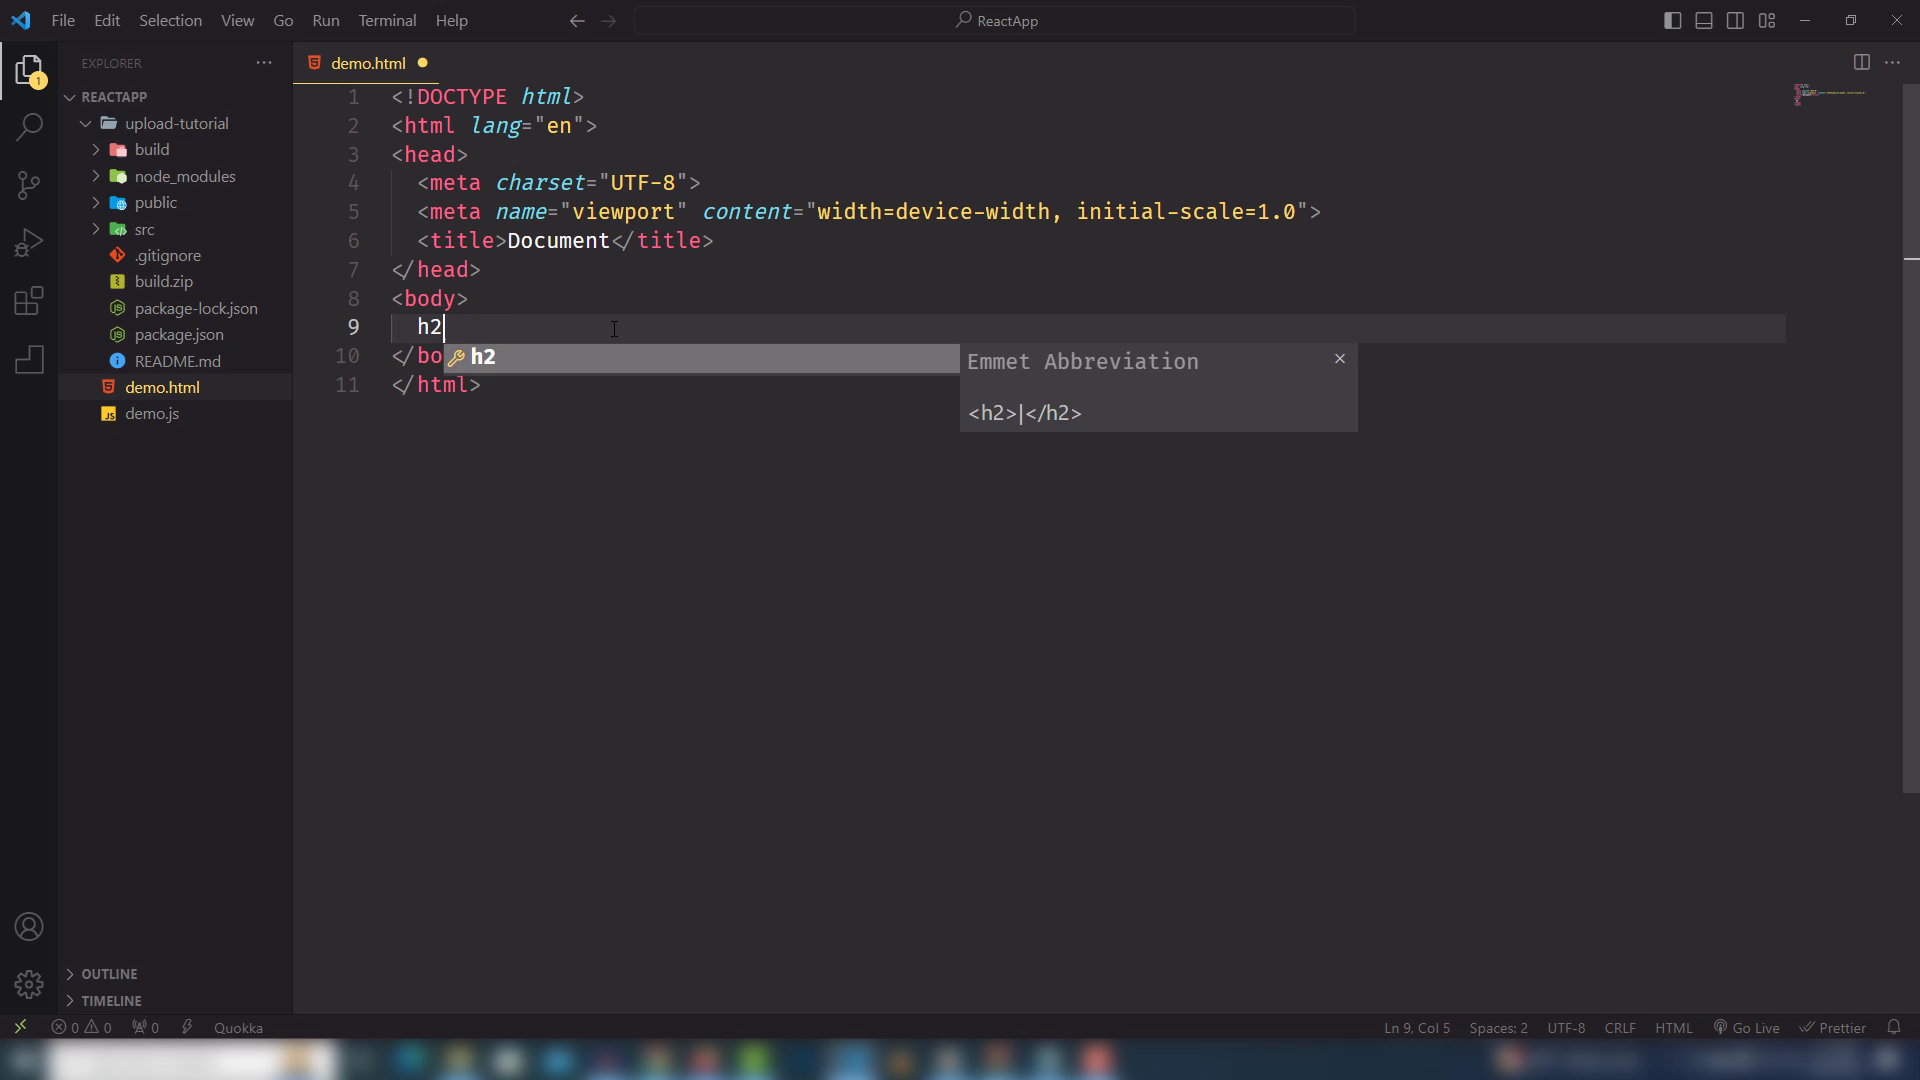 File Edit Selection View Go Run Terminal Help
ReactApp
EXPLORER
demo.html
1
REACTAPP
upload-tutorial
build
node_modules
public
src
.gitignore
build.zip
package-lock.json
package.json
README.md
demo.html
demo.js
1 <!DOCTYPE html>
2 <html lang="en">
3 <head>
4 <meta charset="UTF-8">
5 <meta name="viewport" content="width=device-width, initial-scale=1.0">
6 <title>Document</title>
7 </head>
8 <body>
9 h2
10 </bo
11 </html>
h2
Emmet Abbreviation
<h2>|</h2>
OUTLINE
TIMELINE
0 0 0 Quokka
Ln 9, Col 5 Spaces: 2 UTF-8 CRLF HTML Go Live Prettier